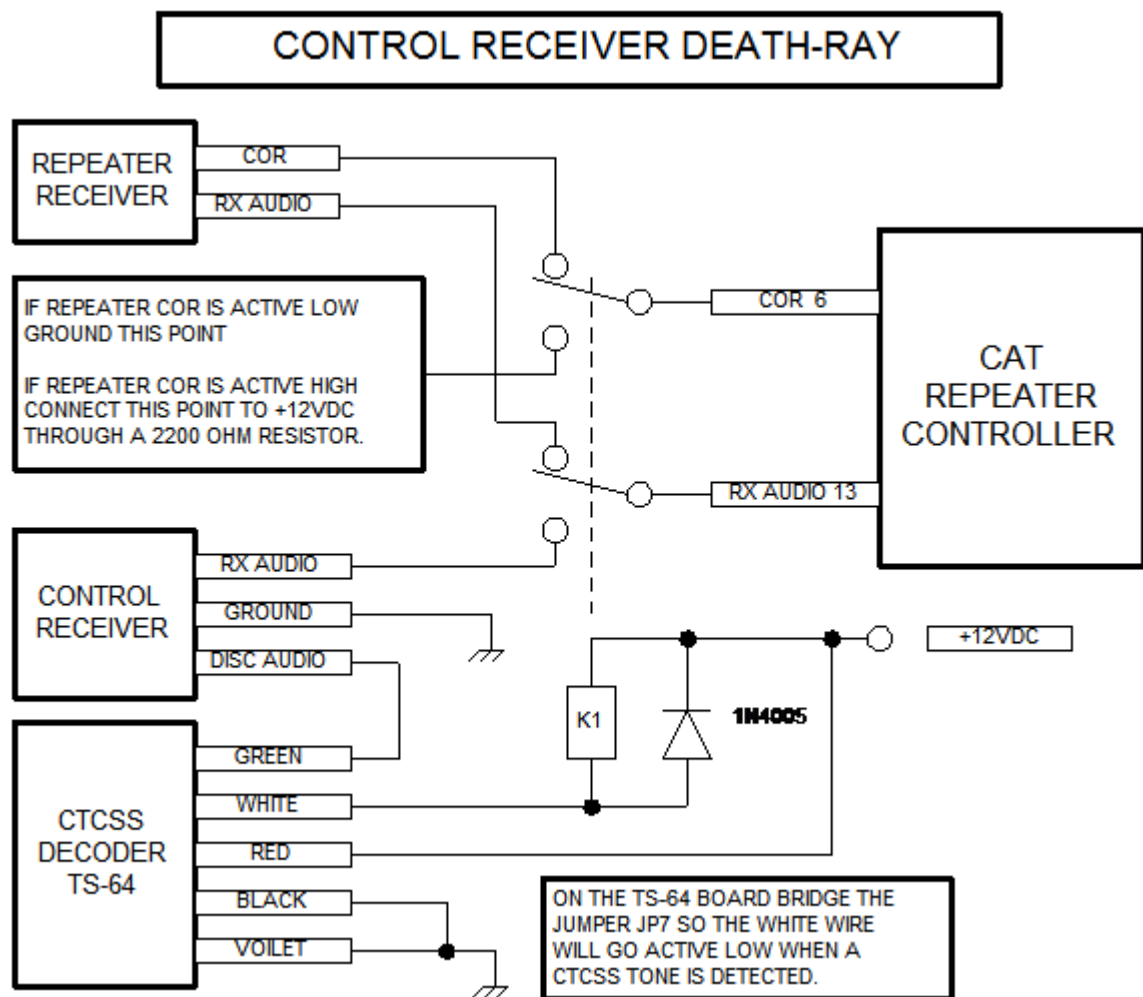 CONTROL RECEIVER DEATH-RAY
REPEATER
RECEIVER
COR
RX AUDIO
IF REPEATER COR IS ACTIVE LOW
GROUND THIS POINT
IF REPEATER COR IS ACTIVE HIGH
CONNECT THIS POINT TO +12VDC
THROUGH A 2200 OHM RESISTOR.
COR 6
RX AUDIO 13
CAT
REPEATER
CONTROLLER
CONTROL
RECEIVER
RX AUDIO
GROUND
DISC AUDIO
+12VDC
K1
1N4005
CTCSS
DECODER
TS-64
GREEN
WHITE
RED
BLACK
VOILET
ON THE TS-64 BOARD BRIDGE THE
JUMPER JP7 SO THE WHITE WIRE
WILL GO ACTIVE LOW WHEN A
CTCSS TONE IS DETECTED.